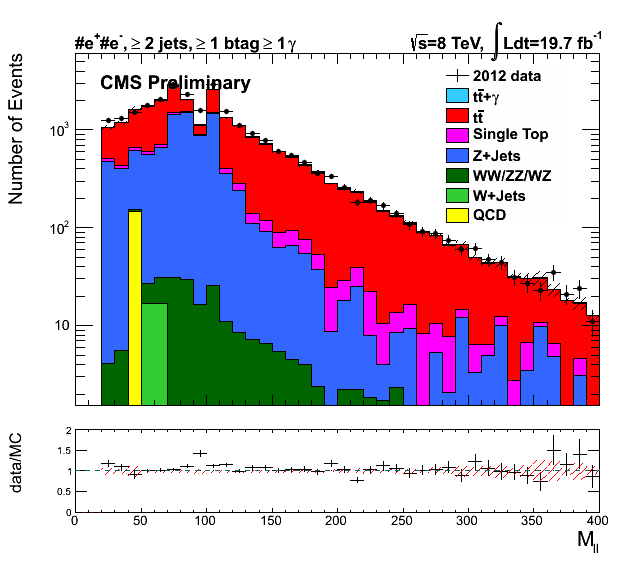 #e⁺#e⁻, ≥ 2 jets, ≥ 1 btag ≥ 1 γ
√s=8 TeV, ∫Ldt=19.7 fb⁻¹
CMS Preliminary
2012 data
tt̄+γ
tt̄
Single Top
Z+Jets
WW/ZZ/WZ
W+Jets
QCD
Number of Events
10³
10²
10
data/MC
2
1.5
1
0.5
0
0 50 100 150 200 250 300 350 400
M_ll